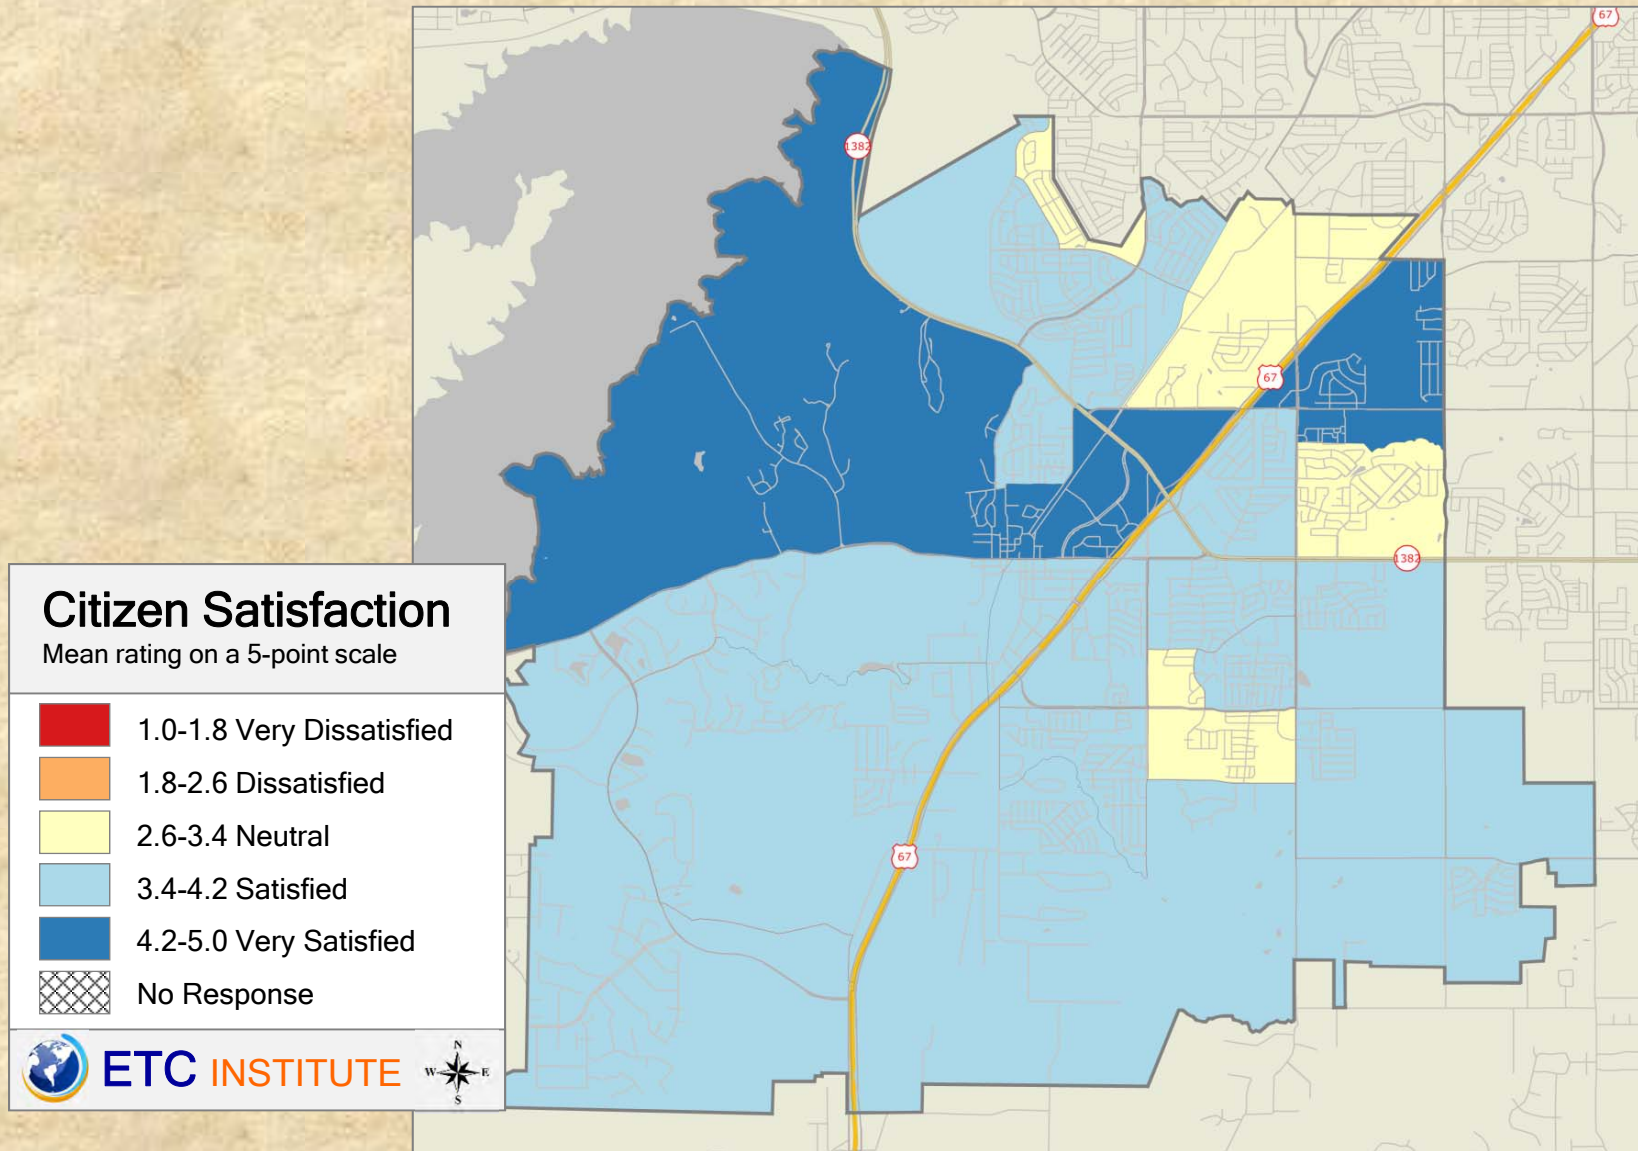 67
1382
67
1382
67
Citizen Satisfaction
Mean rating on a 5-point scale
1.0-1.8 Very Dissatisfied
1.8-2.6 Dissatisfied
2.6-3.4 Neutral
3.4-4.2 Satisfied
4.2-5.0 Very Satisfied
No Response
ETC INSTITUTE
N
W E
S